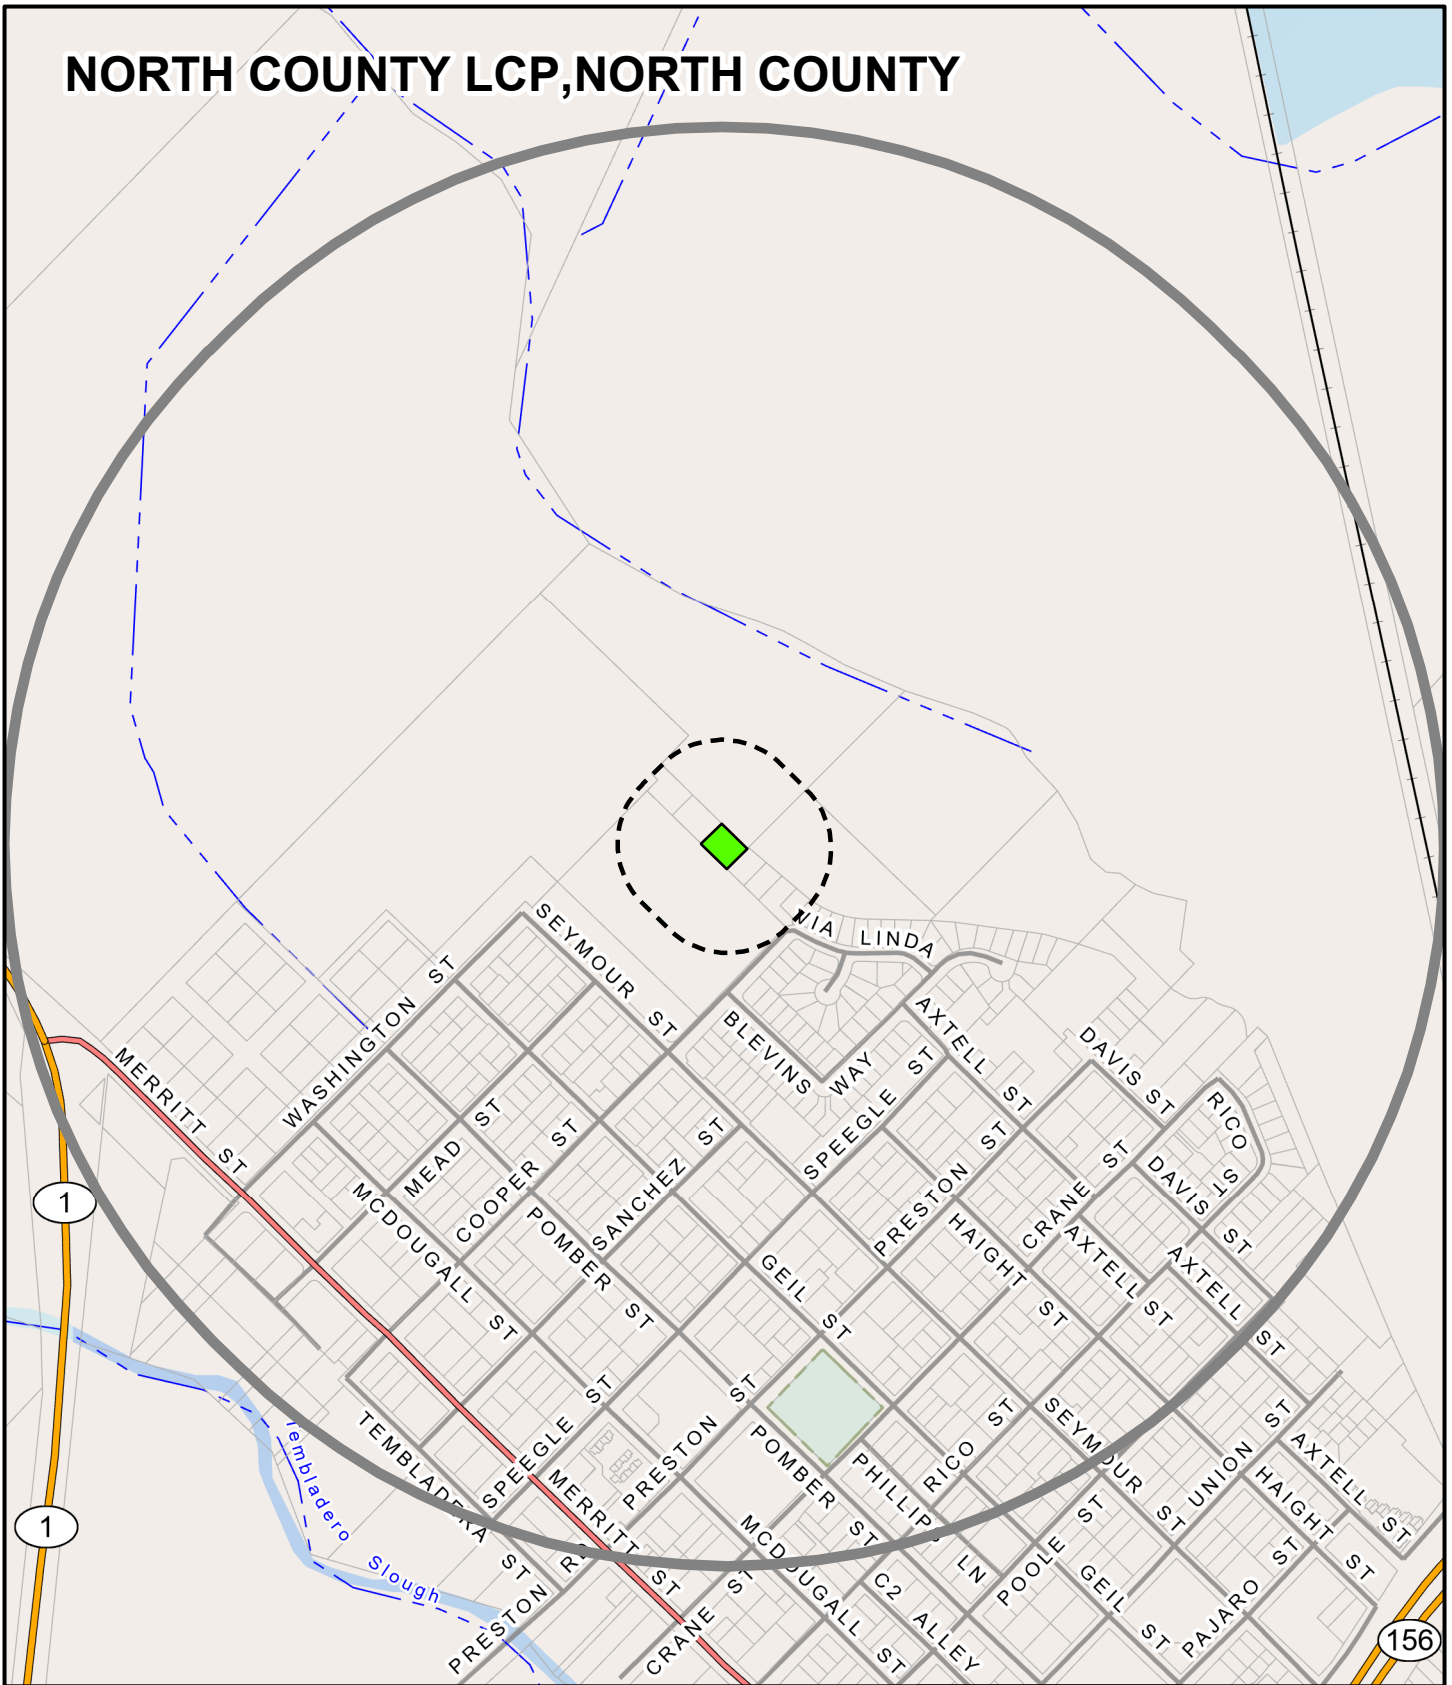 NORTH COUNTY LCP,NORTH COUNTY
VIA LINDA
SEYMOUR ST
WASHINGTON ST
BLEVINS WAY
AXTELL ST
DAVIS ST
MERRITT ST
SPEEGLE ST
RICO ST
MEAD ST
COOPER ST
SANCHEZ ST
PRESTON ST
CRANE ST
DAVIS ST
1
MCDOUGALL ST
POMBER ST
HAIGHT ST
AXTELL ST
AXTELL ST
GEIL ST
TEMBLADERA ST
SPEEGLE ST
PRESTON ST
POMBER ST
PHILLIPS LN
RICO ST
SEYMOUR ST
UNION ST
AXTELL ST
HAIGHT ST
Tembladero Slough
MERRITT ST
MCDOUGALL ST
POOLE ST
1
C2 ALLEY
GEIL ST
PAJARO ST
PRESTON
CRANE ST
156